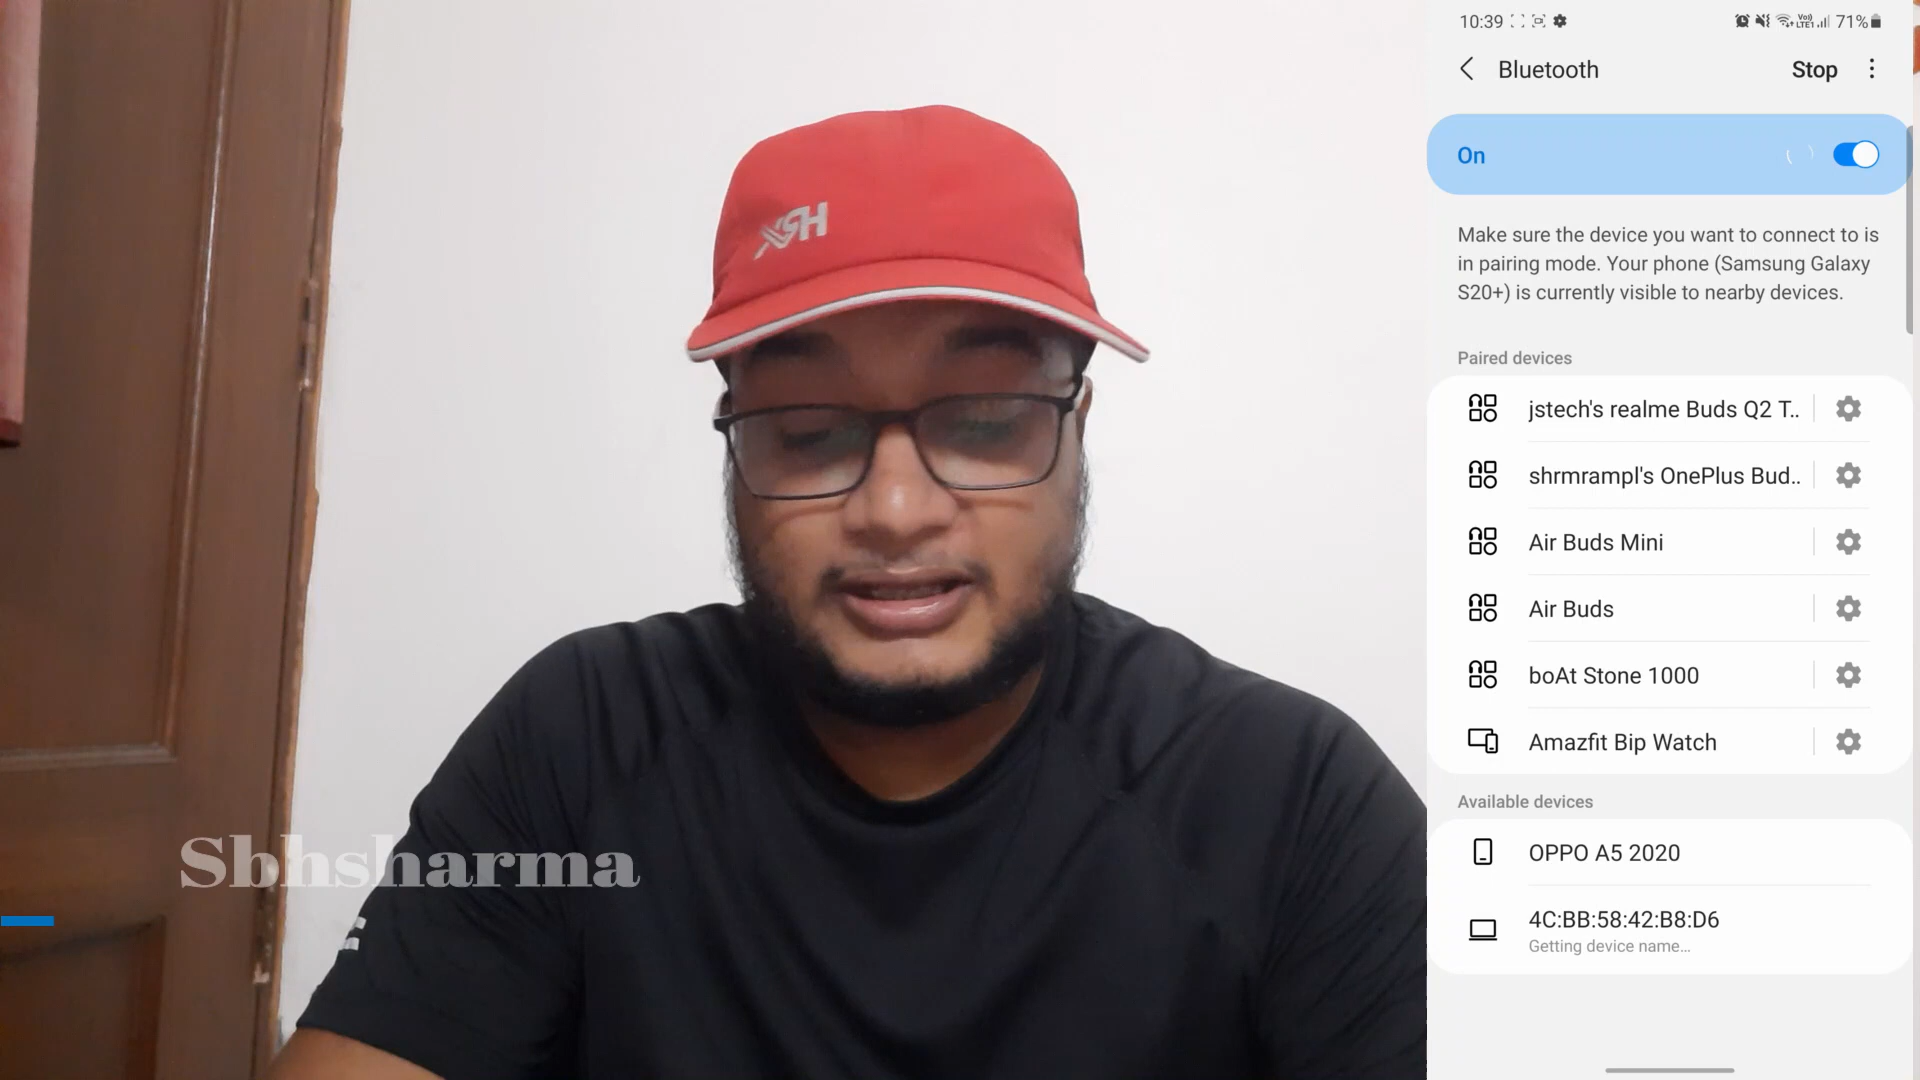 10:39
VoD
LTE1
71%
Bluetooth
Stop
On
Make sure the device you want to connect to is
in pairing mode. Your phone (Samsung Galaxy
S20+) is currently visible to nearby devices.
Paired devices
jstech's realme Buds Q2 T..
shrmrampl's OnePlus Bud..
Air Buds Mini
Air Buds
boAt Stone 1000
Amazfit Bip Watch
Available devices
OPPO A5 2020
4C:BB:58:42:B8:D6
Getting device name...
Sbhsharma